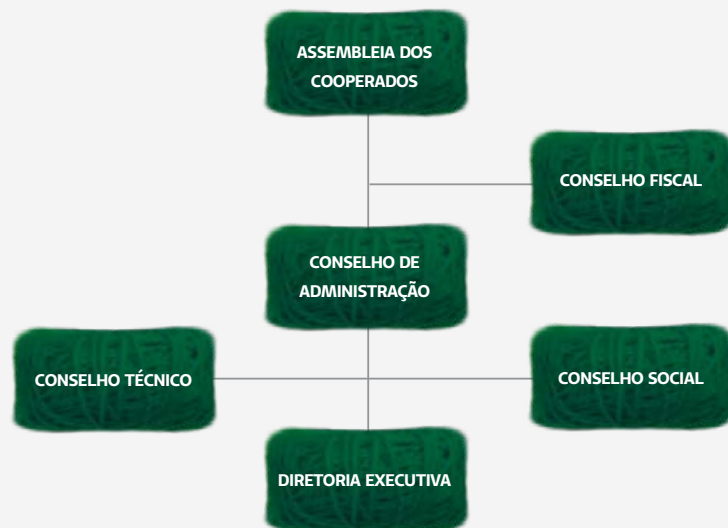 ASSEMBLEIA DOS
COOPERADOS
CONSELHO FISCAL
CONSELHO DE
ADMINISTRAÇÃO
CONSELHO TÉCNICO
CONSELHO SOCIAL
DIRETORIA EXECUTIVA